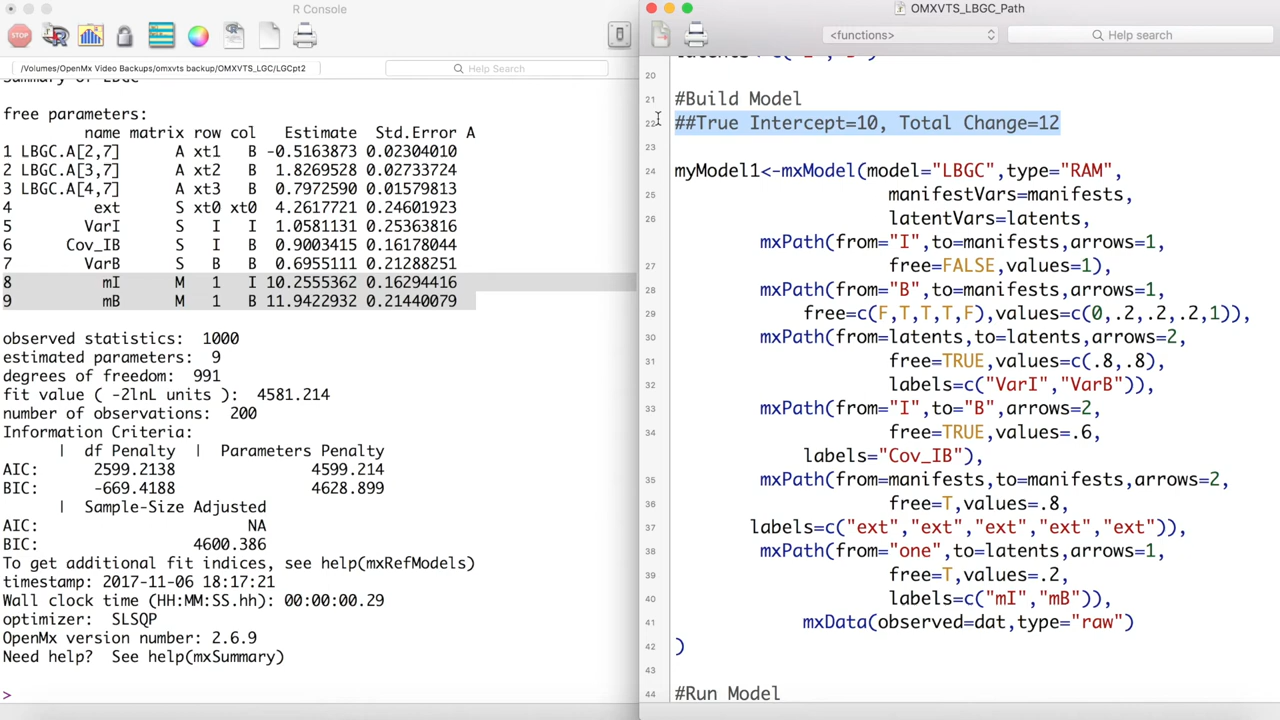 R Console
STOP
/Volumes/OpenMx Video Backups/omxvts backup/OMXVTS_LGC/LGCpt2
Help Search
free parameters:
name matrix row col Estimate Std.Error A
1 LBGC.A[2,7] A xt1 B -0.5163873 0.02304010
2 LBGC.A[3,7] A xt2 B 1.8269528 0.02733724
3 LBGC.A[4,7] A xt3 B 0.7972590 0.01579813
4 ext S xt0 xt0 4.2617721 0.24601923
5 VarI S I I 1.0581131 0.25363816
6 Cov_IB S I B 0.9003415 0.16178044
7 VarB S B B 0.6955111 0.21288251
8 mI M 1 I 10.2555362 0.16294416
9 mB M 1 B 11.9422932 0.21440079
observed statistics: 1000
estimated parameters: 9
degrees of freedom: 991
fit value ( -2lnL units ): 4581.214
number of observations: 200
Information Criteria:
| df Penalty | Parameters Penalty
AIC: 2599.2138 4599.214
BIC: -669.4188 4628.899
| Sample-Size Adjusted
AIC: NA
BIC: 4600.386
To get additional fit indices, see help(mxRefModels)
timestamp: 2017-11-06 18:17:21
Wall clock time (HH:MM:SS.hh): 00:00:00.29
optimizer: SLSQP
OpenMx version number: 2.6.9
Need help? See help(mxSummary)
>
OMXVTS_LBGC_Path
<functions>
Help search
20
21 #Build Model
22 ##True Intercept=10, Total Change=12
23
24 myModel1<-mxModel(model="LBGC",type="RAM",
25 manifestVars=manifests,
26 latentVars=latents,
mxPath(from="I",to=manifests,arrows=1,
27 free=FALSE,values=1),
28 mxPath(from="B",to=manifests,arrows=1,
29 free=c(F,T,T,T,F),values=c(0,.2,.2,.2,1)),
30 mxPath(from=latents,to=latents,arrows=2,
31 free=TRUE,values=c(.8,.8),
32 labels=c("VarI","VarB")),
33 mxPath(from="I",to="B",arrows=2,
34 free=TRUE,values=.6,
labels="Cov_IB"),
35 mxPath(from=manifests,to=manifests,arrows=2,
36 free=T,values=.8,
37 labels=c("ext","ext","ext","ext","ext")),
38 mxPath(from="one",to=latents,arrows=1,
39 free=T,values=.2,
40 labels=c("mI","mB")),
41 mxData(observed=dat,type="raw")
42 )
43
44 #Run Model